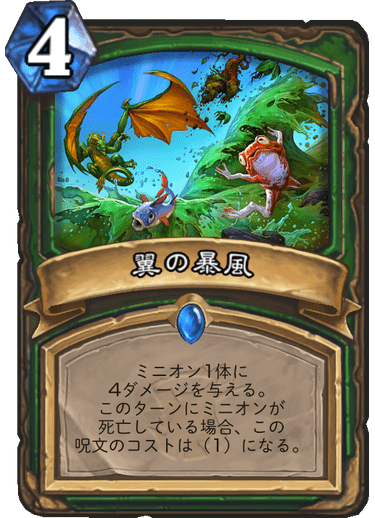 4
翼の暴風
ミニオン1体に
4ダメージを与える。
このターンにミニオンが
死亡している場合、この
呪文のコストは（1）になる。